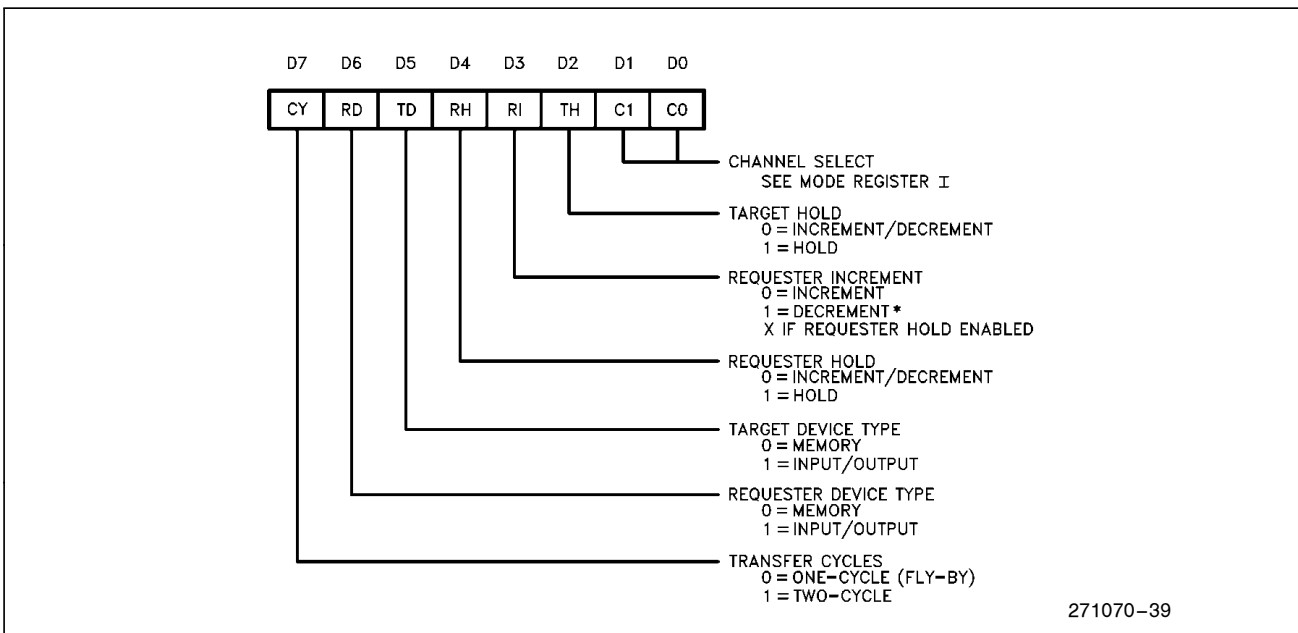 D7 D6 D5 D4 D3 D2 D1 D0
CY RD TD RH RI TH C1 C0
CHANNEL SELECT
SEE MODE REGISTER I
TARGET HOLD
0 = INCREMENT/DECREMENT
1 = HOLD
REQUESTER INCREMENT
0 = INCREMENT
1 = DECREMENT*
X IF REQUESTER HOLD ENABLED
REQUESTER HOLD
0 = INCREMENT/DECREMENT
1 = HOLD
TARGET DEVICE TYPE
0 = MEMORY
1 = INPUT/OUTPUT
REQUESTER DEVICE TYPE
0 = MEMORY
1 = INPUT/OUTPUT
TRANSFER CYCLES
0 = ONE-CYCLE (FLY-BY)
1 = TWO-CYCLE
271070-39